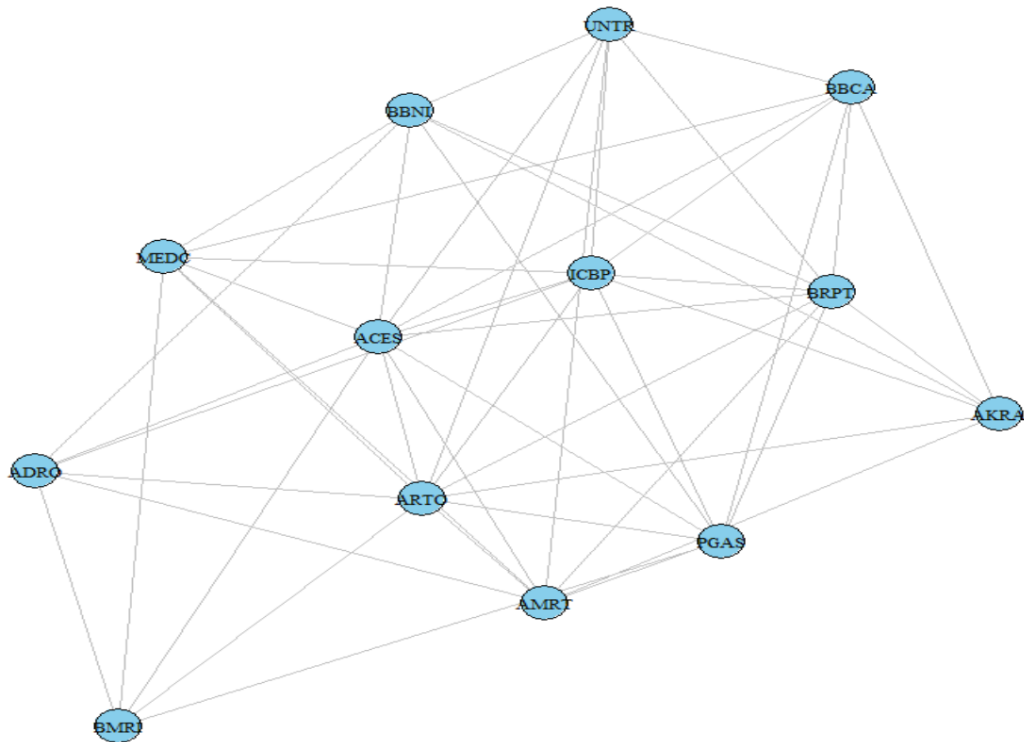 UNTR
BBCA
BBNI
MEDC
ICBP
BRPT
ACES
AKRA
ADRO
ARTO
PGAS
AMRT
BMRI